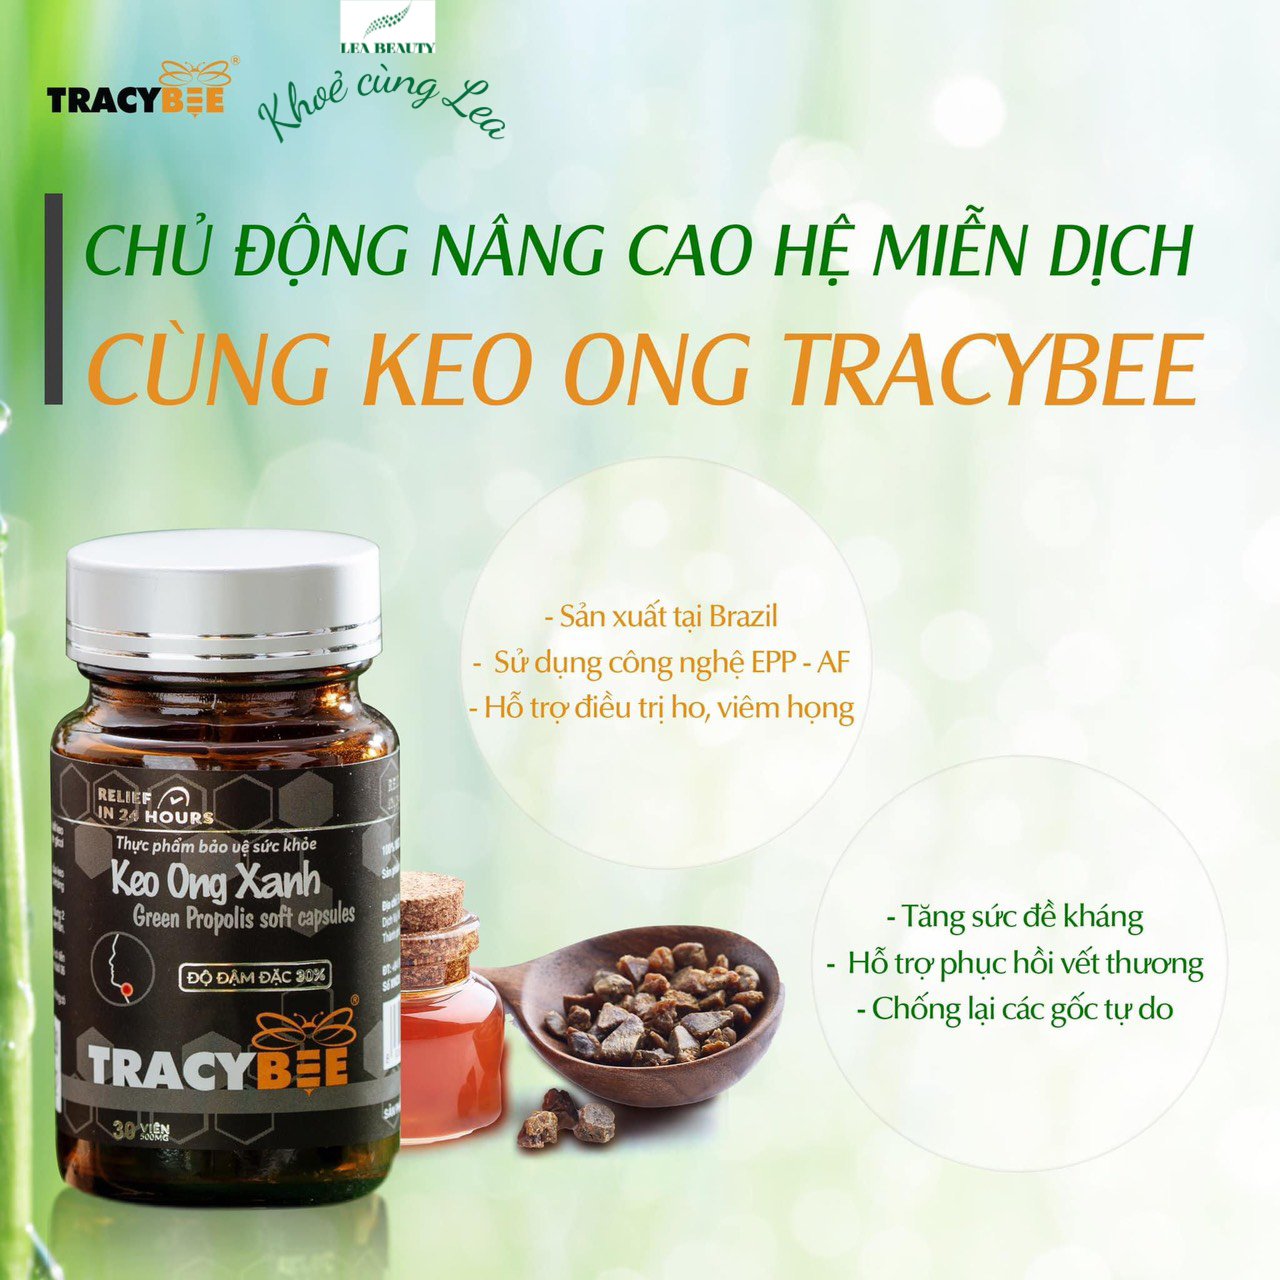 TRACYBEE®
LEA BEAUTY
Khoẻ cùng Lea
CHỦ ĐỘNG NÂNG CAO HỆ MIỄN DỊCH
CÙNG KEO ONG TRACYBEE
- Sản xuất tại Brazil
- Sử dụng công nghệ EPP - AF
- Hỗ trợ điều trị ho, viêm họng
- Tăng sức đề kháng
- Hỗ trợ phục hồi vết thương
- Chống lại các gốc tự do
RELIEF
IN 24 HOURS
Thực phẩm bảo vệ sức khỏe
Keo Ong Xanh
Green Propolis soft capsules
ĐỘ ĐẬM ĐẶC 30%
TRACYBEE®
30 VIÊN
500MG